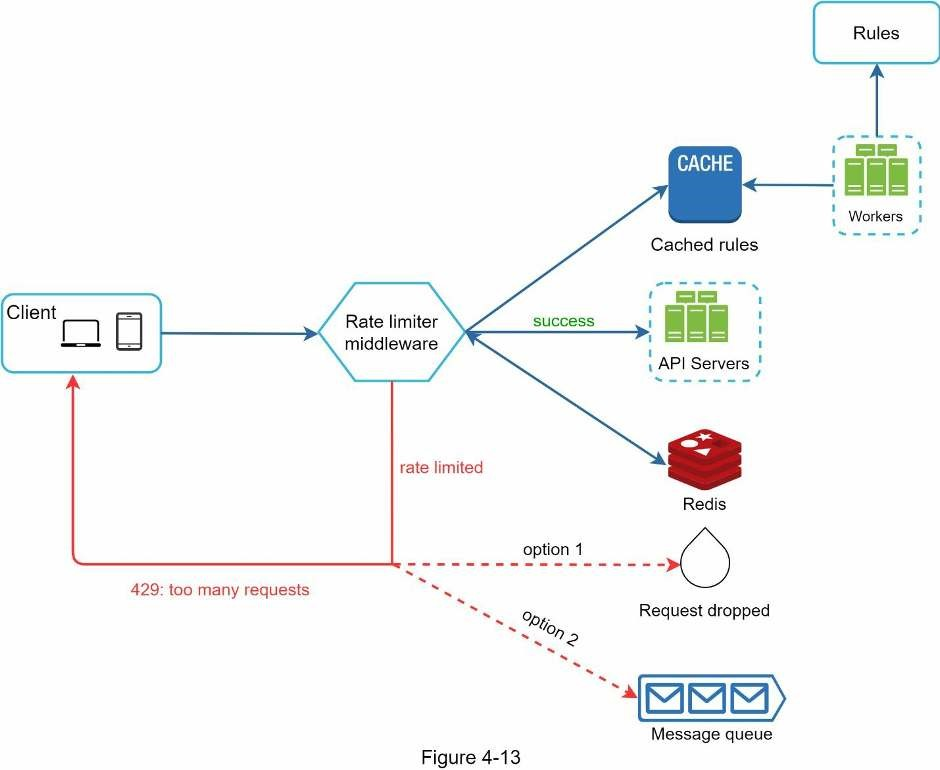 Rules
CACHE
Workers
Cached rules
Client
Rate limiter
middleware
success
API Servers
rate limited
Redis
option 1
429: too many requests
Request dropped
option 2
Message queue
Figure 4-13